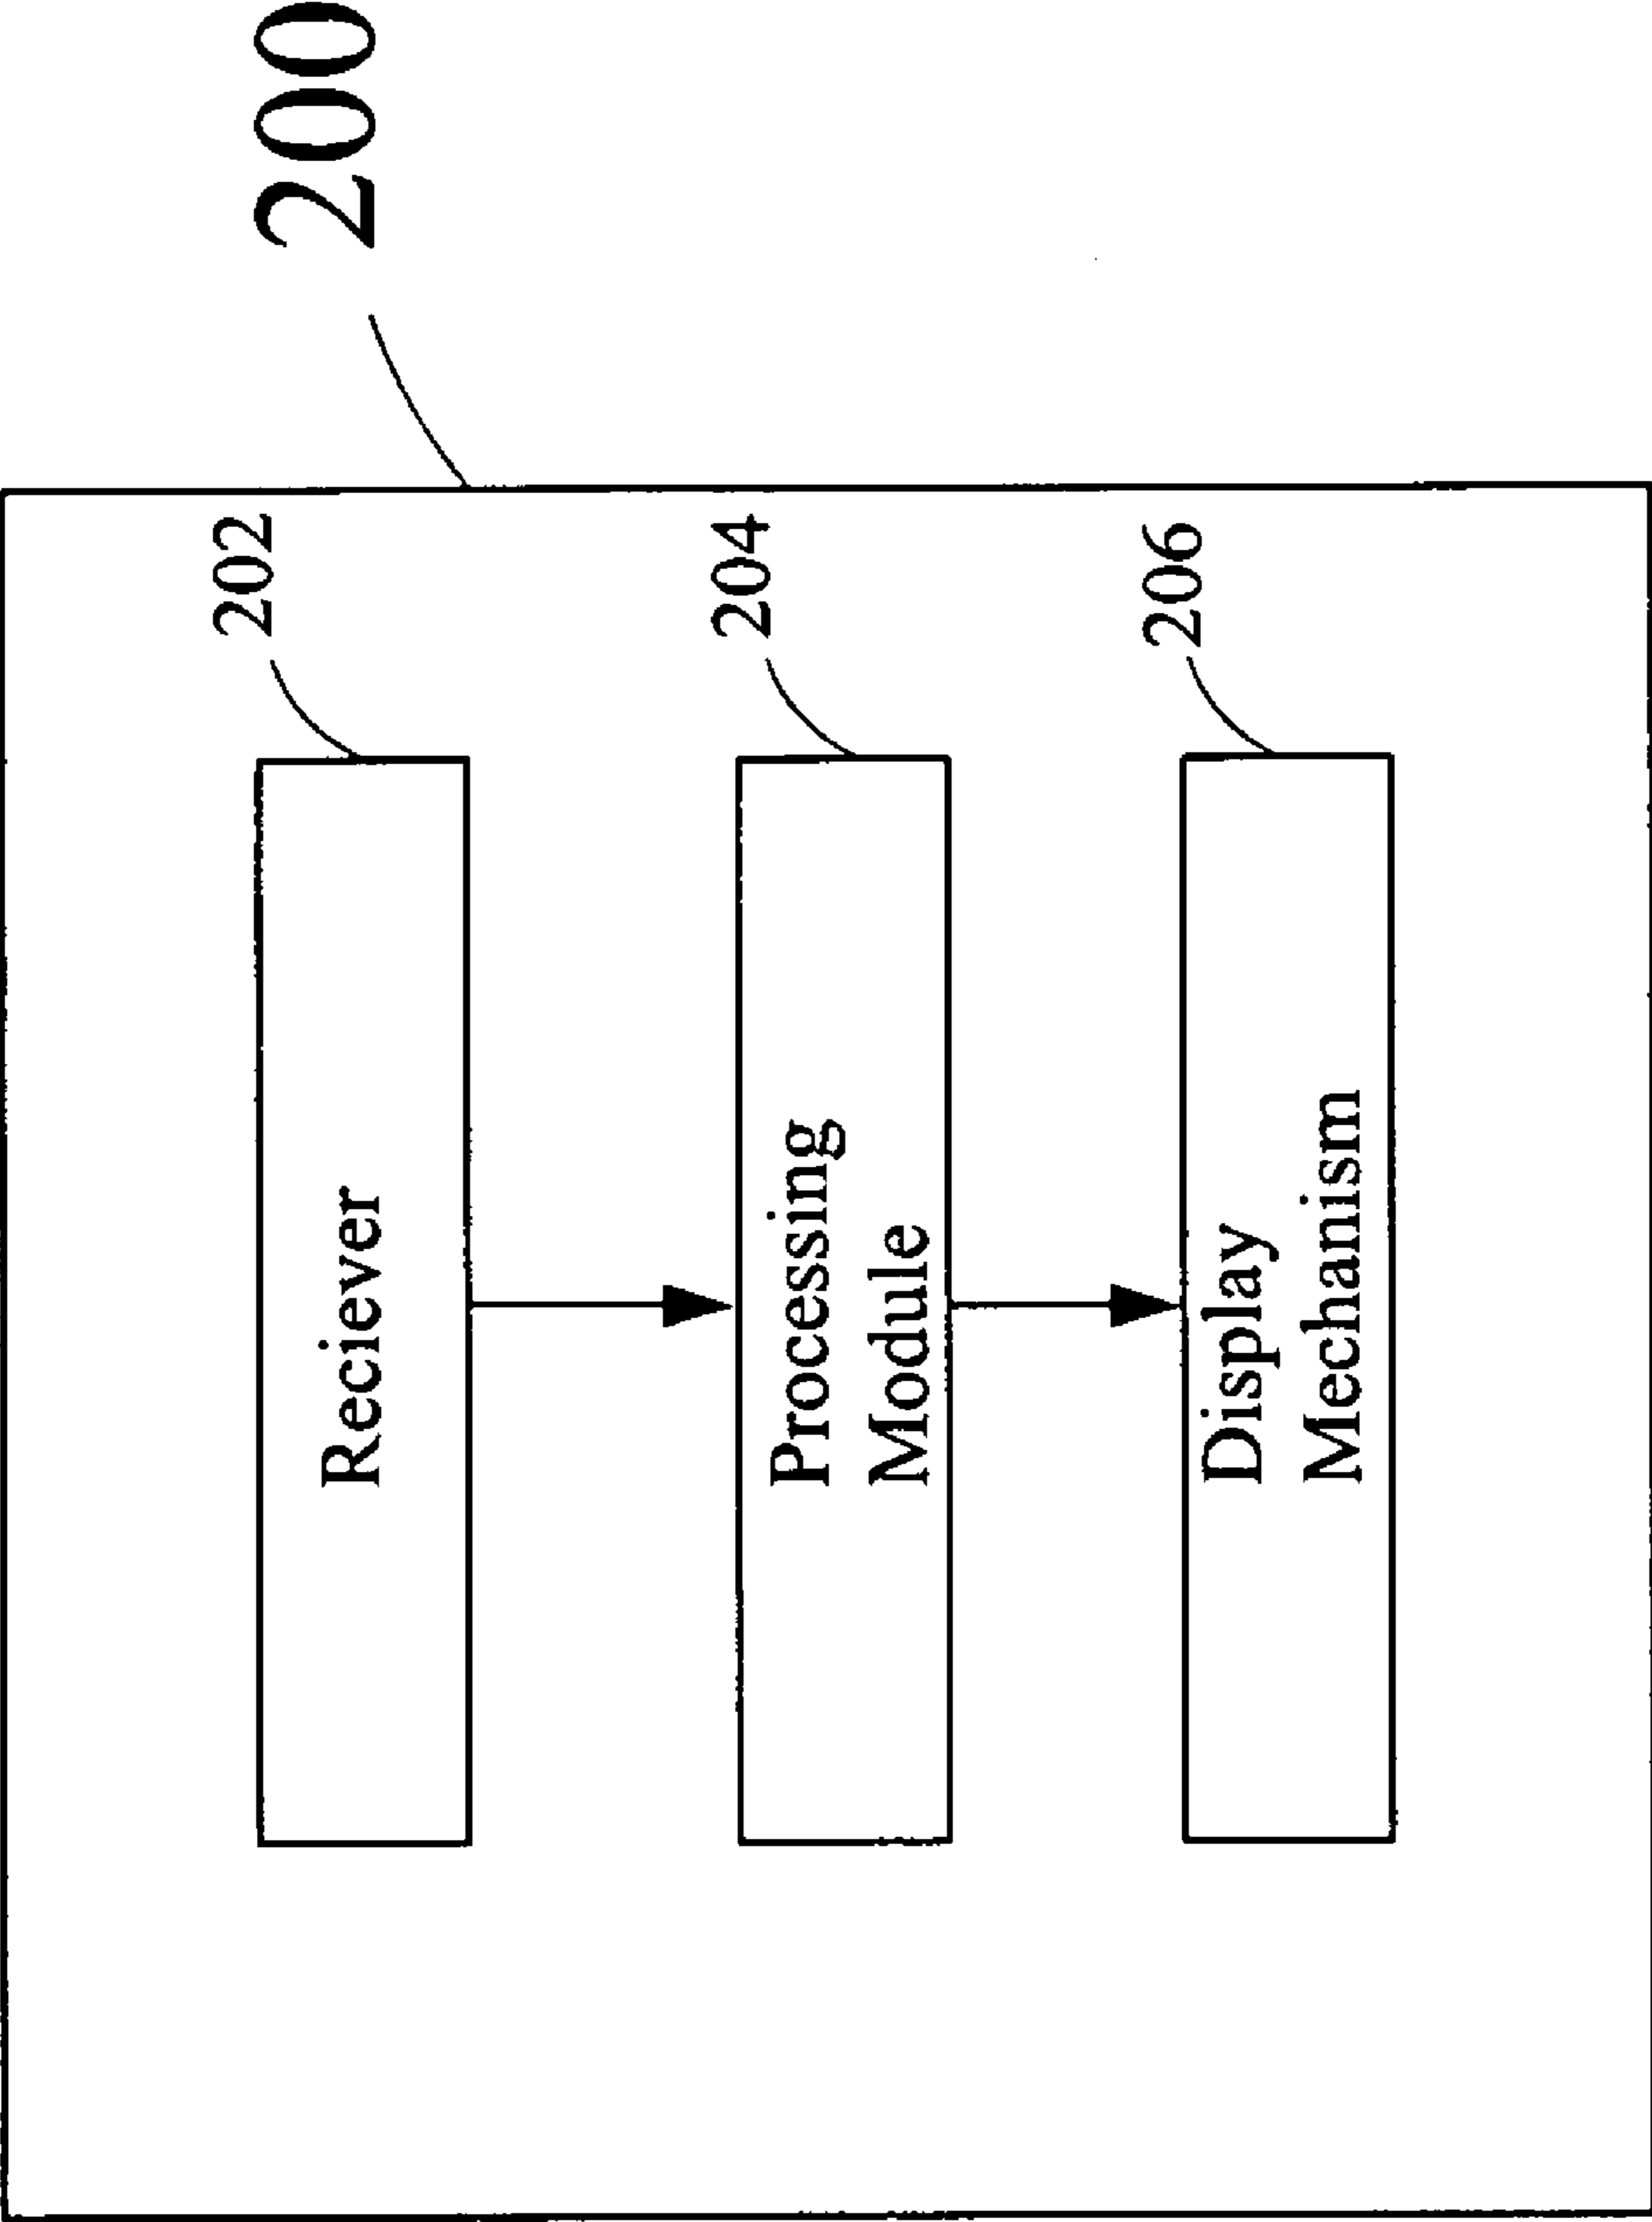 200
202
Reciever
204
Processing
Module
206
Display
Mechanism